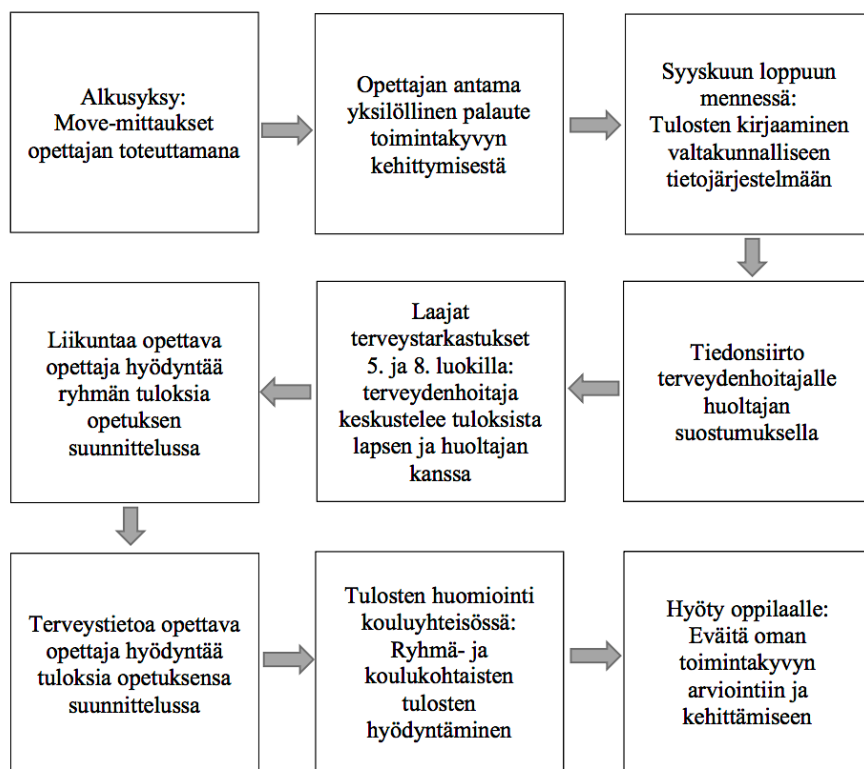 Alkusyksy:
Move-mittaukset
opettajan toteuttamana
Opettajan antama
yksilöllinen palaute
toimintakyvyn
kehittymisestä
Syyskuun loppuun
mennessä:
Tulosten kirjaaminen
valtakunnalliseen
tietojärjestelmään
Tiedonsiirto
terveydenhoitajalle
huoltajan
suostumuksella
Laajat
terveystarkastukset
5. ja 8. luokilla:
terveydenhoitaja
keskustelee tuloksista
lapsen ja huoltajan
kanssa
Liikuntaa opettava
opettaja hyödyntää
ryhmän tuloksia
opetuksen
suunnittelussa
Terveystietoa opettava
opettaja hyödyntää
tuloksia opetuksensa
suunnittelussa
Tulosten huomiointi
kouluyhteisössä:
Ryhmä- ja
koulukohtaisten
tulosten
hyödyntäminen
Hyöty oppilaalle:
Eväitä oman
toimintakyvyn
arviointiin ja
kehittämiseen